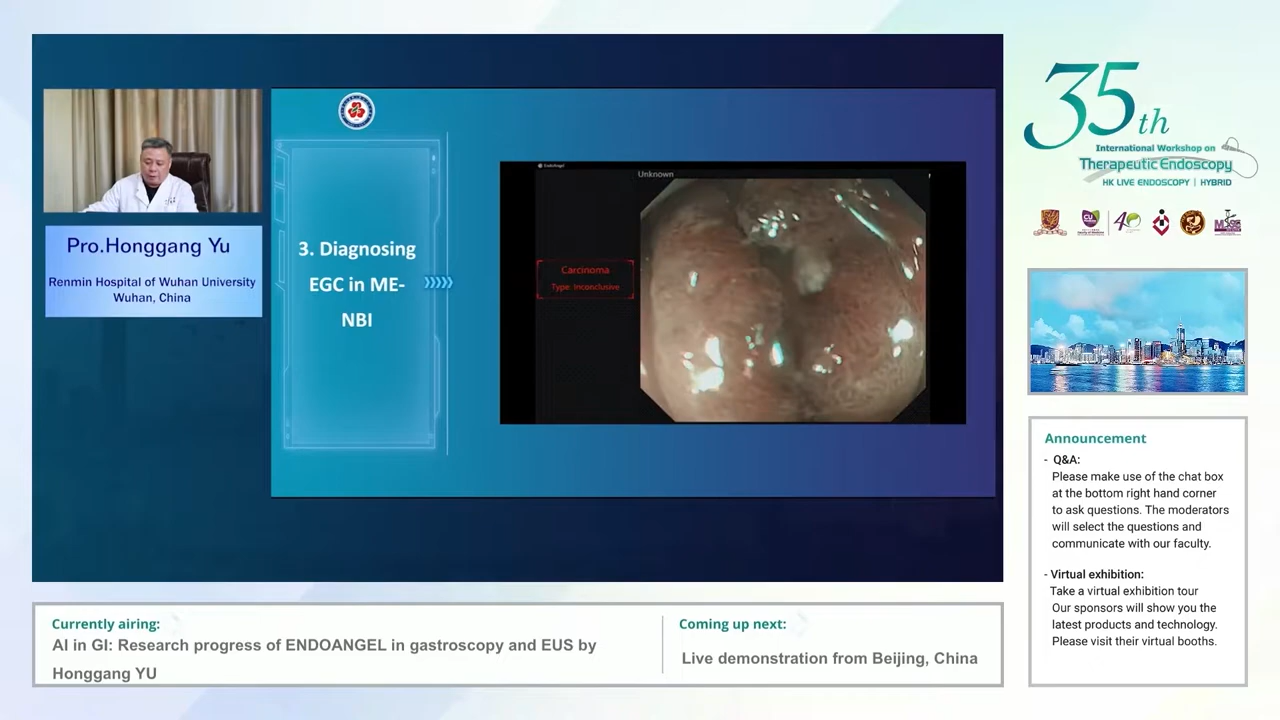 Pro.Honggang Yu
Renmin Hospital of Wuhan University
Wuhan, China
3. Diagnosing
EGC in ME-
NBI
EndoAngel
Unknown
Carcinoma
Type: Inconclusive
35th
International Workshop on
Therapeutic Endoscopy
HK LIVE ENDOSCOPY | HYBRID
Announcement
- Q&A:
Please make use of the chat box
at the bottom right hand corner
to ask questions. The moderators
will select the questions and
communicate with our faculty.
- Virtual exhibition:
Take a virtual exhibition tour
Our sponsors will show you the
latest products and technology.
Please visit their virtual booths.
Currently airing:
AI in GI: Research progress of ENDOANGEL in gastroscopy and EUS by
Honggang YU
Coming up next:
Live demonstration from Beijing, China